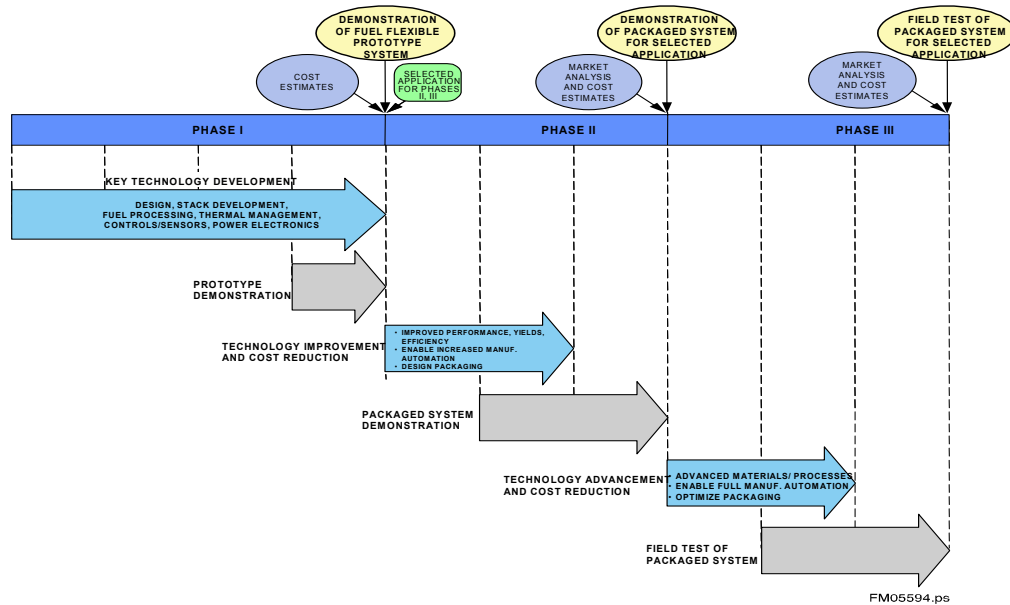 DEMONSTRATION
OF FUEL FLEXIBLE
PROTOTYPE
SYSTEM
DEMONSTRATION
OF PACKAGED SYSTEM
FOR SELECTED
APPLICATION
FIELD TEST OF
PACKAGED SYSTEM
FOR SELECTED
APPLICATION
COST
ESTIMATES
SELECTED
APPLICATION
FOR PHASES
II, III
MARKET
ANALYSIS
AND COST
ESTIMATES
MARKET
ANALYSIS
AND COST
ESTIMATES
PHASE I
PHASE II
PHASE III
KEY TECHNOLOGY DEVELOPMENT
DESIGN, STACK DEVELOPMENT,
FUEL PROCESSING, THERMAL MANAGEMENT,
CONTROLS/SENSORS, POWER ELECTRONICS
PROTOTYPE
DEMONSTRATION
TECHNOLOGY IMPROVEMENT
AND COST REDUCTION
• IMPROVED PERFORMANCE, YIELDS,
EFFICIENCY
• ENABLE INCREASED MANUF.
AUTOMATION
• DESIGN PACKAGING
PACKAGED SYSTEM
DEMONSTRATION
TECHNOLOGY ADVANCEMENT
AND COST REDUCTION
• ADVANCED MATERIALS/ PROCESSES
• ENABLE FULL MANUF. AUTOMATION
• OPTIMIZE PACKAGING
FIELD TEST OF
PACKAGED SYSTEM
FM05594.ps